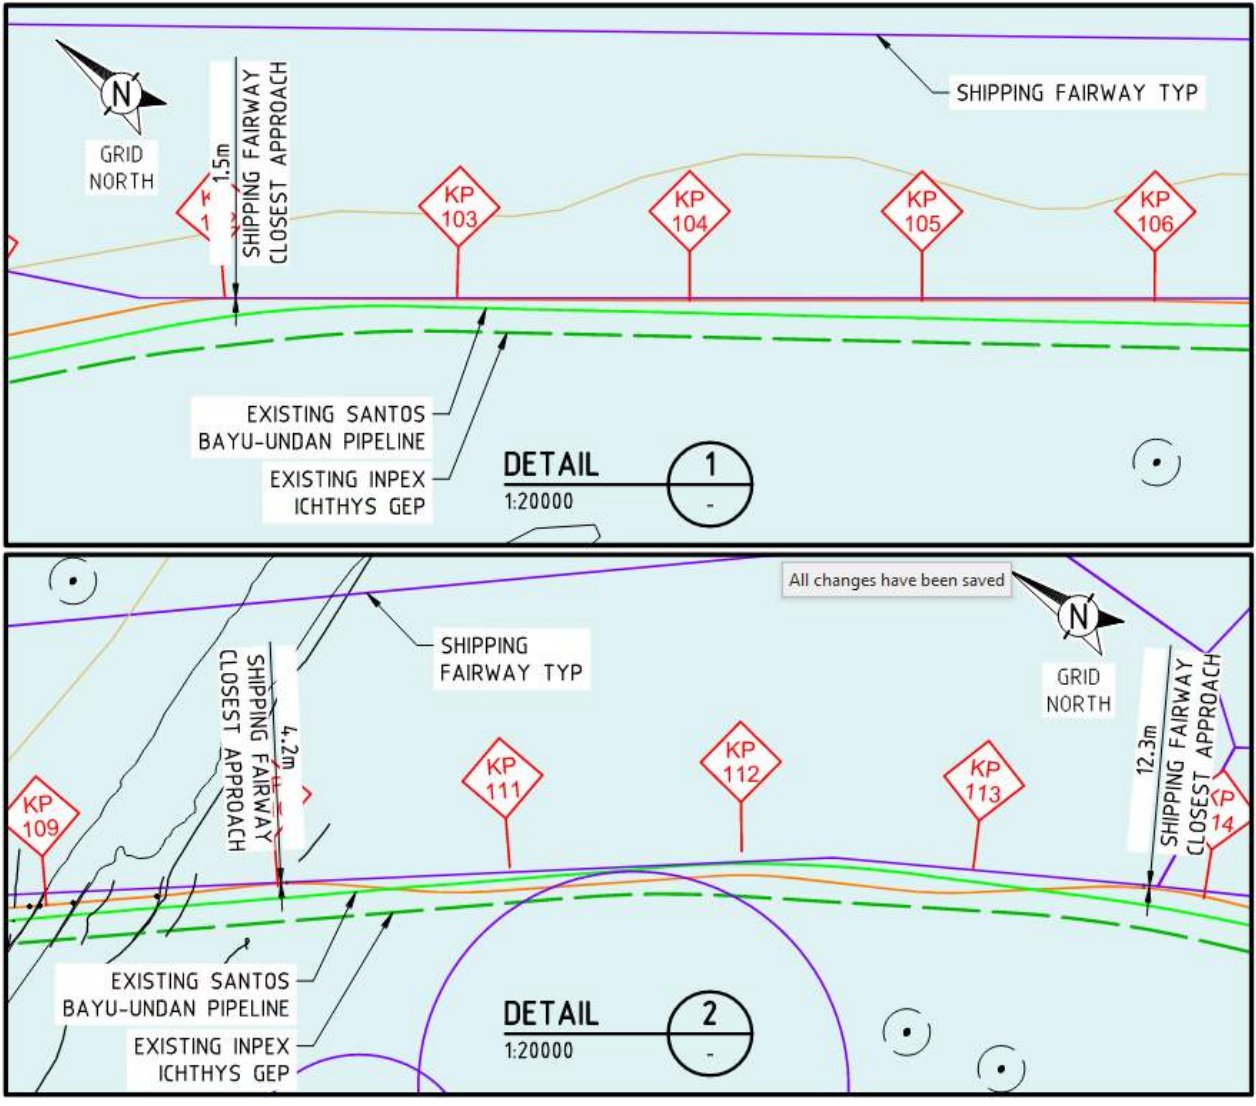 SHIPPING FAIRWAY TYP
N
GRID
NORTH
1.5m
SHIPPING FAIRWAY
CLOSEST APPROACH
KP
103
KP
104
KP
105
KP
106
EXISTING SANTOS
BAYU-UNDAN PIPELINE
EXISTING INPEX
ICHTHYS GEP
DETAIL
1:20000
1
-
All changes have been saved
N
GRID
NORTH
SHIPPING
FAIRWAY TYP
SHIPPING FAIRWAY
CLOSEST APPROACH
4.2m
KP
109
KP
111
KP
112
KP
113
12.3m
SHIPPING FAIRWAY
CLOSEST APPROACH
KP
14
EXISTING SANTOS
BAYU-UNDAN PIPELINE
EXISTING INPEX
ICHTHYS GEP
DETAIL
1:20000
2
-